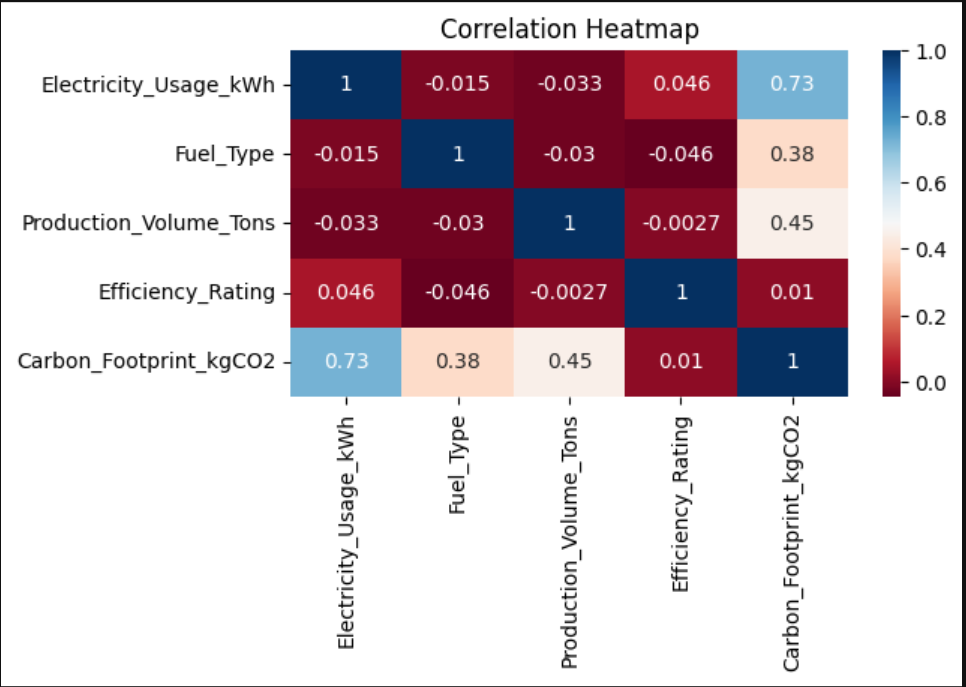 Correlation Heatmap
Electricity_Usage_kWh 1 -0.015 -0.033 0.046 0.73
Fuel_Type -0.015 1 -0.03 -0.046 0.38
Production_Volume_Tons -0.033 -0.03 1 -0.0027 0.45
Efficiency_Rating 0.046 -0.046 -0.0027 1 0.01
Carbon_Footprint_kgCO2 0.73 0.38 0.45 0.01 1
Electricity_Usage_kWh
Fuel_Type
Production_Volume_Tons
Efficiency_Rating
Carbon_Footprint_kgCO2
1.0
0.8
0.6
0.4
0.2
0.0